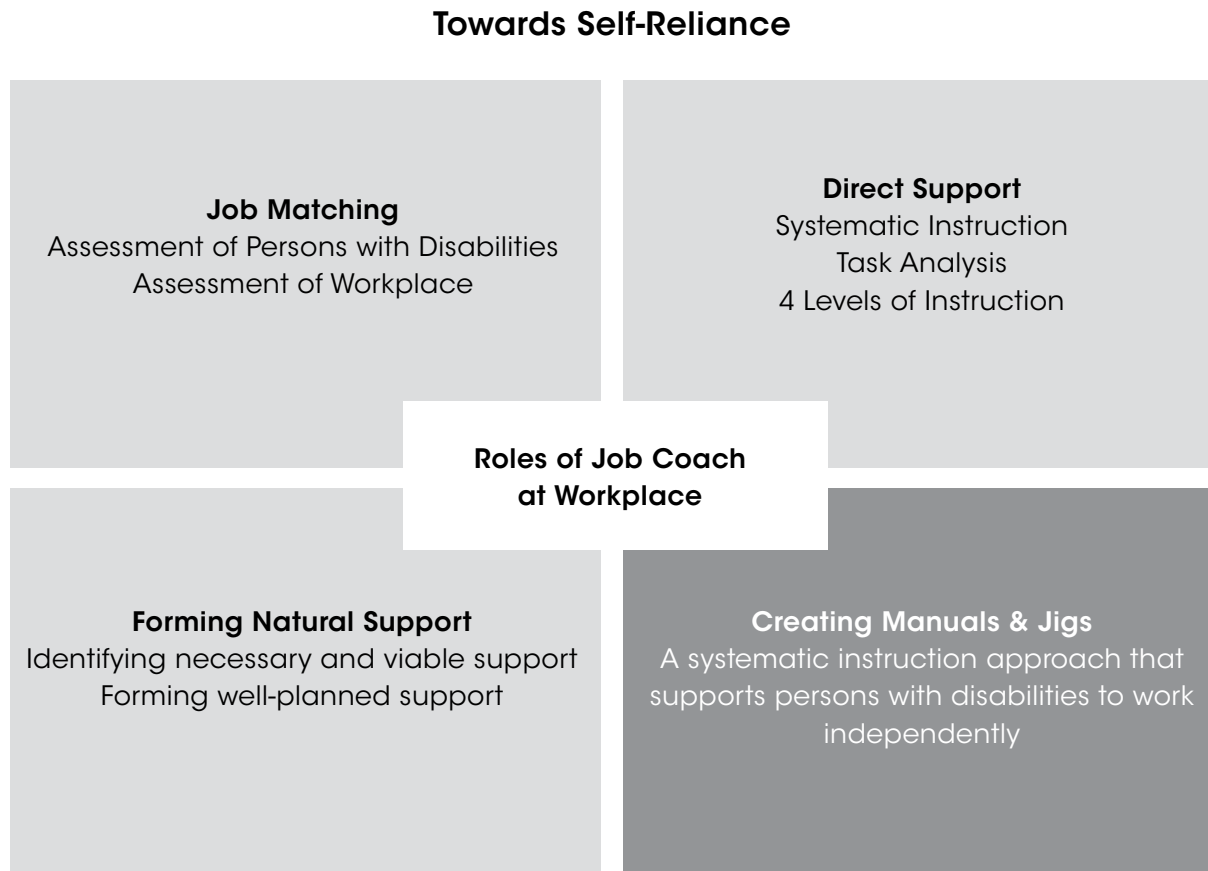 Towards Self-Reliance
Job Matching
Assessment of Persons with Disabilities
Assessment of Workplace
Direct Support
Systematic Instruction
Task Analysis
4 Levels of Instruction
Roles of Job Coach
at Workplace
Forming Natural Support
Identifying necessary and viable support
Forming well-planned support
Creating Manuals & Jigs
A systematic instruction approach that
supports persons with disabilities to work
independently